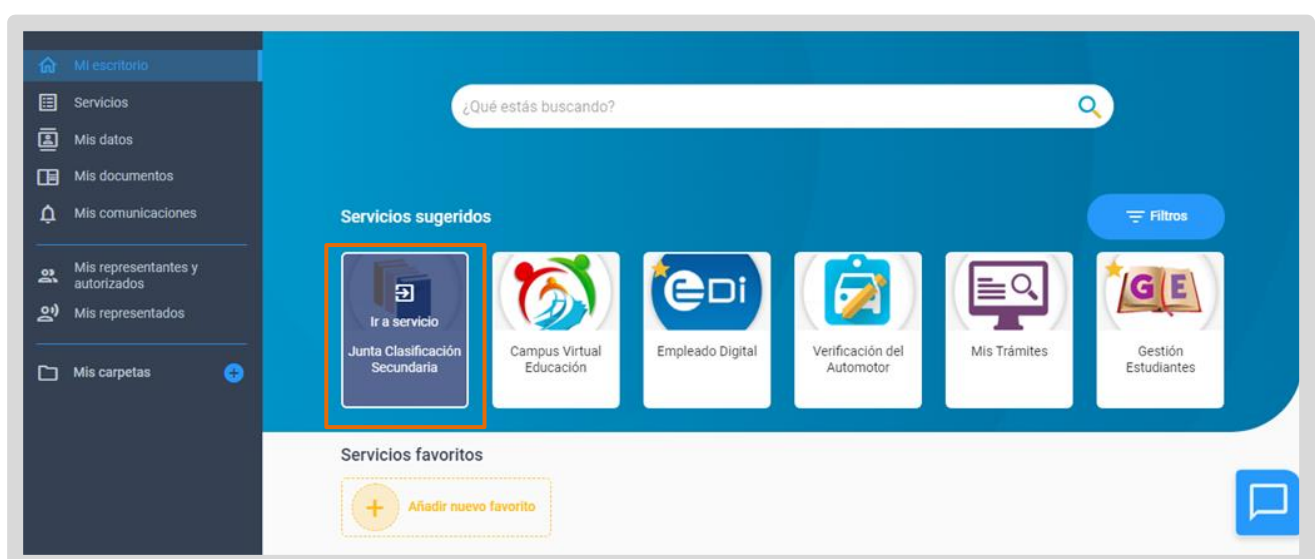 Mi escritorio
Servicios
Mis datos
Mis documentos
Mis comunicaciones
Mis representantes y
autorizados
Mis representados
Mis carpetas
¿Qué estás buscando?
Servicios sugeridos
Filtros
Ir a servicio
Junta Clasificación
Secundaria
Campus Virtual
Educación
eDi
Empleado Digital
Verificación del
Automotor
Mis Trámites
GE
Gestión
Estudiantes
Servicios favoritos
Añadir nuevo favorito